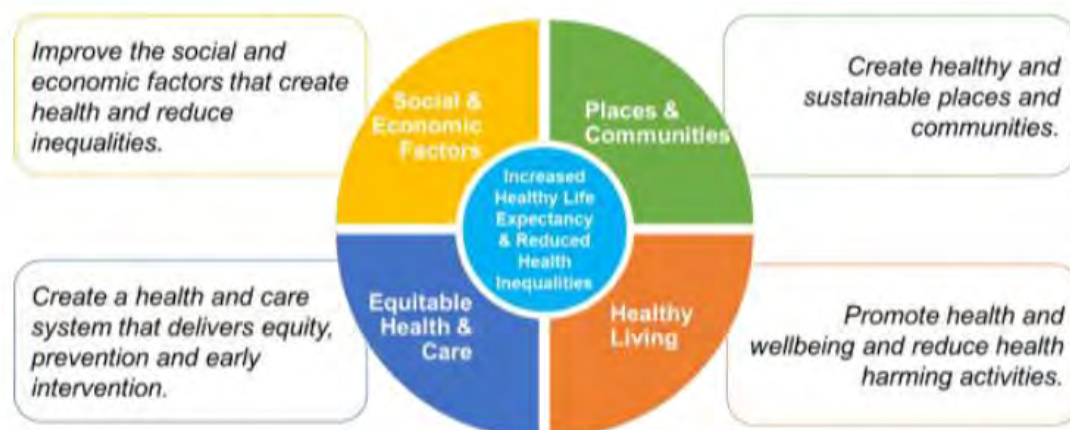 Improve the social and
economic factors that create
health and reduce
inequalities.
Social &
Economic
Factors
Places &
Communities
Create healthy and
sustainable places and
communities.
Increased
Healthy Life
Expectancy
& Reduced
Health
Inequalities
Create a health and care
system that delivers equity,
prevention and early
intervention.
Equitable
Health &
Care
Healthy
Living
Promote health and
wellbeing and reduce health
harming activities.